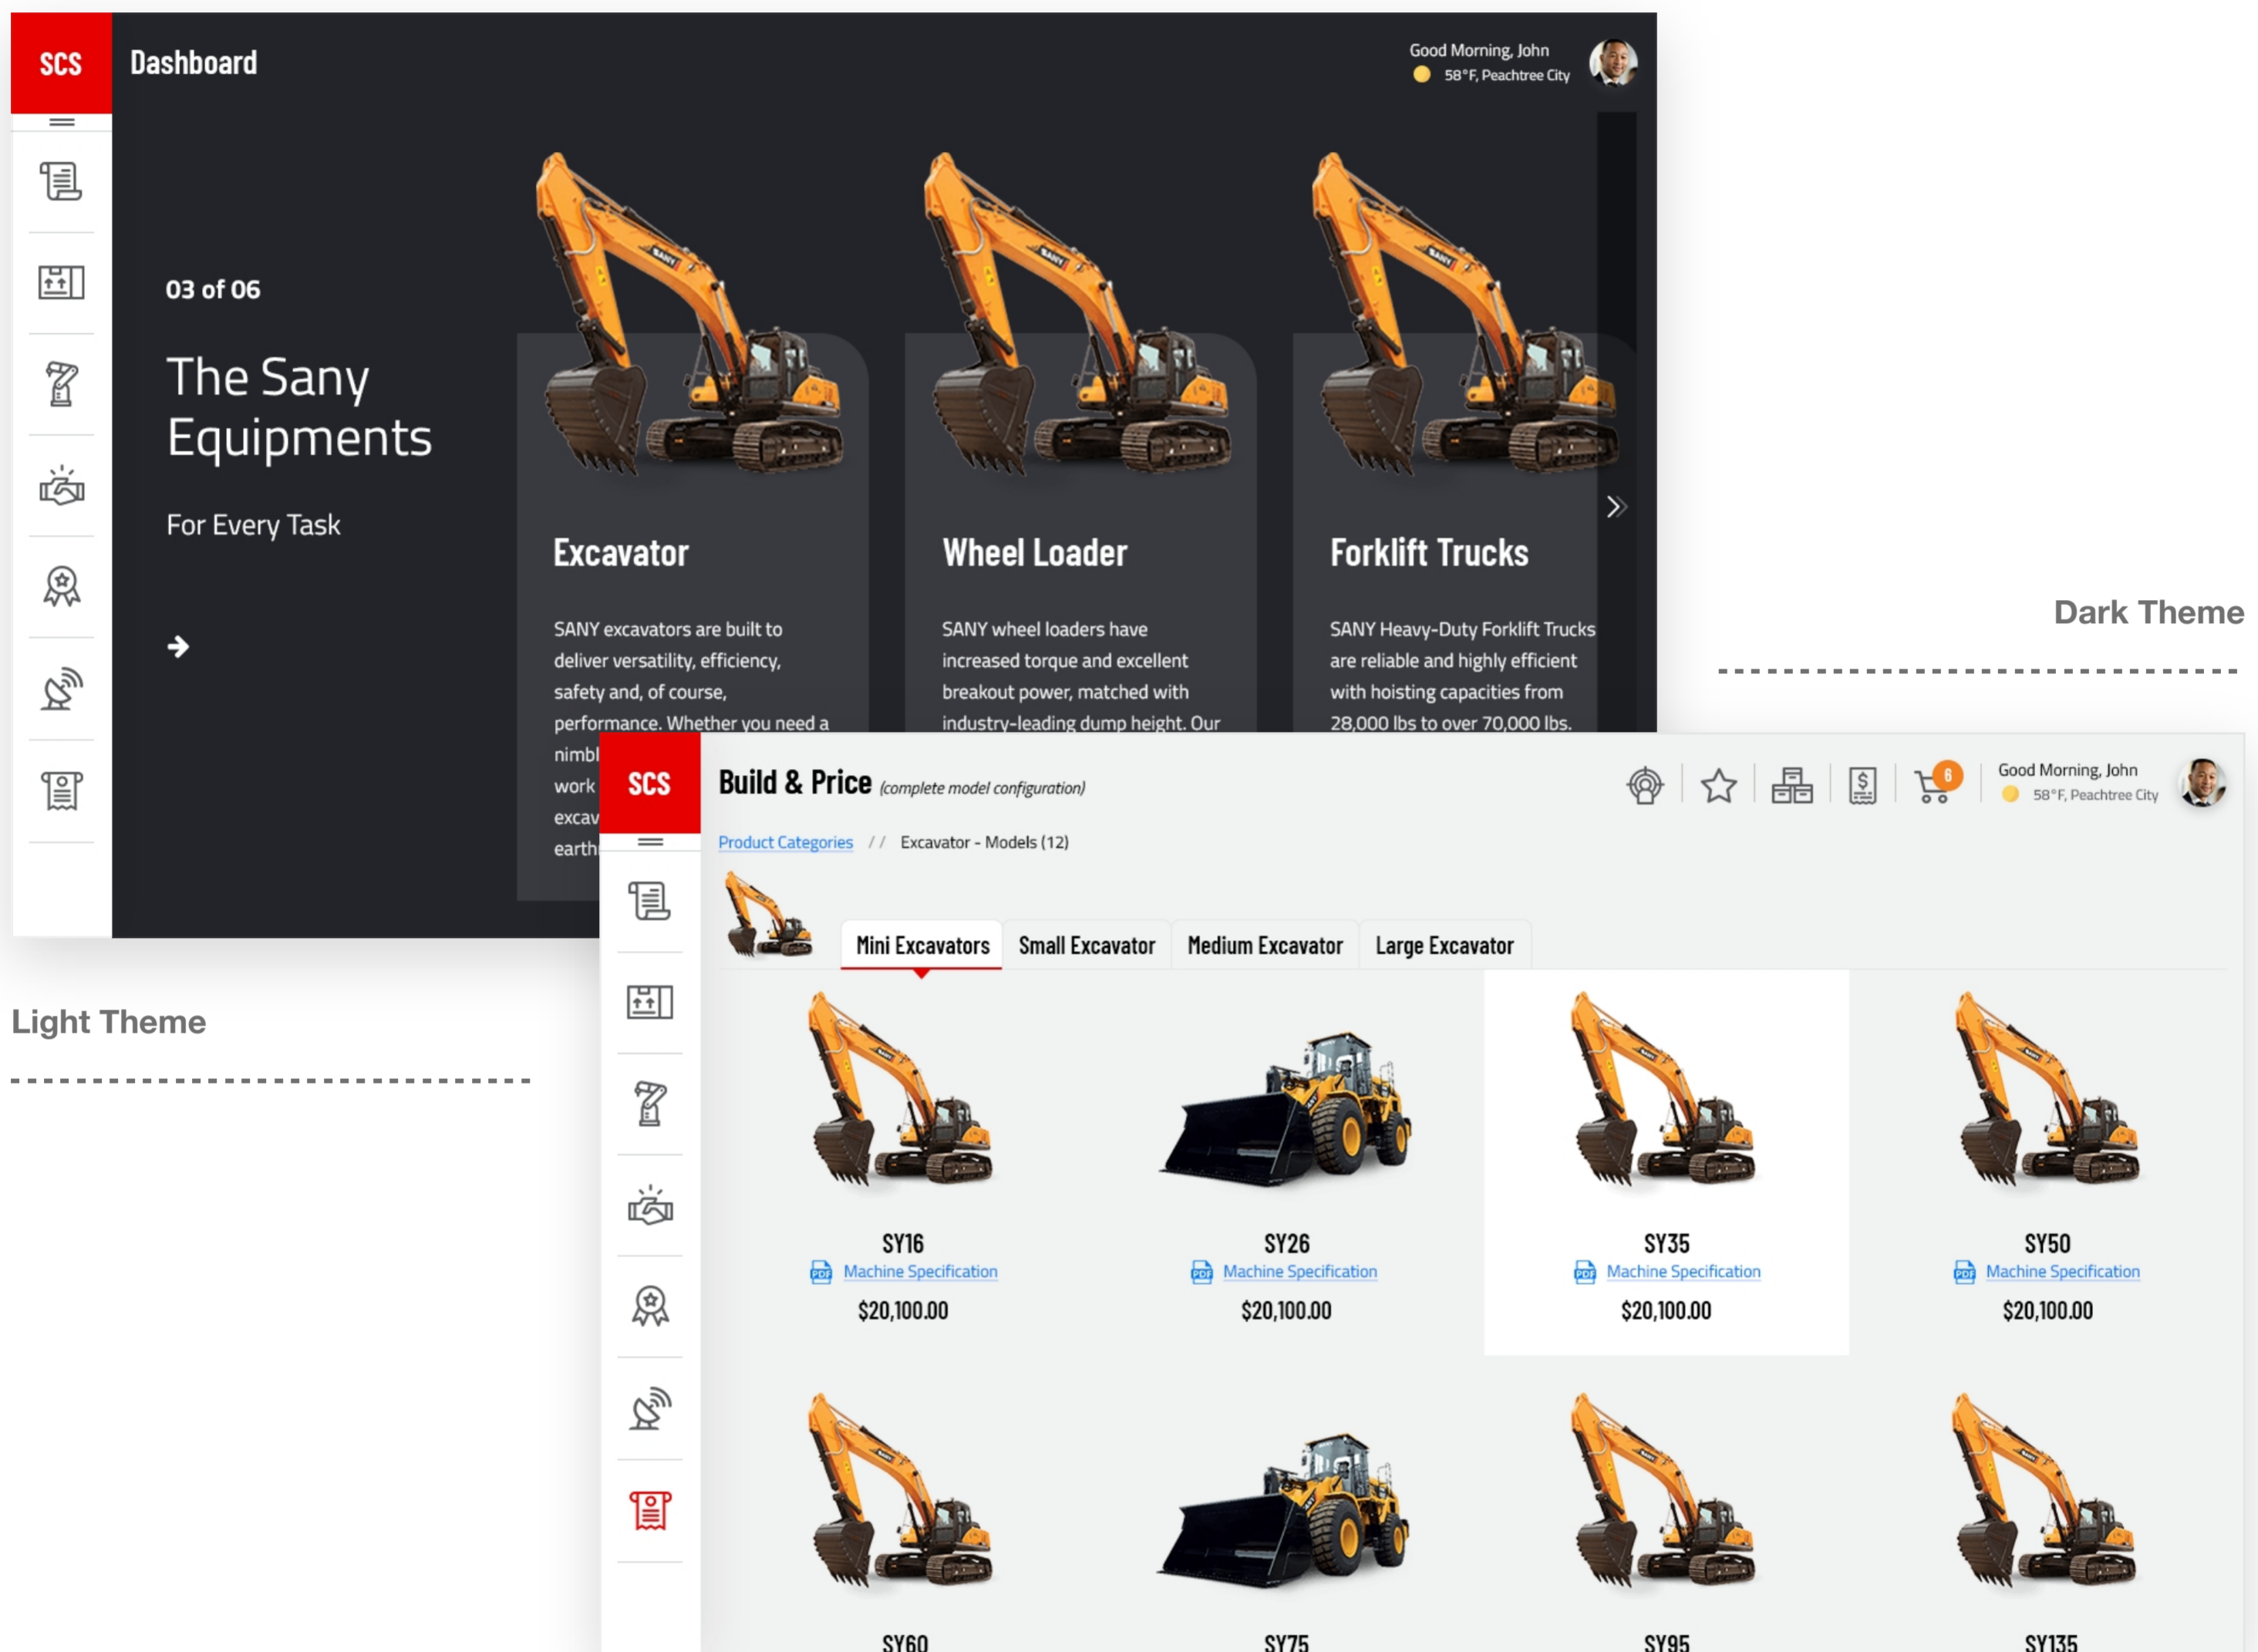 SCS
Dashboard
Good Morning, John
58°F, Peachtree City
03 of 06
The Sany
Equipments
For Every Task
Excavator
SANY excavators are built to
deliver versatility, efficiency,
safety and, of course,
performance. Whether you need a
nimbl
work
excav
earth
Wheel Loader
SANY wheel loaders have
increased torque and excellent
breakout power, matched with
industry-leading dump height. Our
Forklift Trucks
SANY Heavy-Duty Forklift Trucks
are reliable and highly efficient
with hoisting capacities from
28,000 lbs to over 70,000 lbs.
Dark Theme
Light Theme
SCS
Build & Price (complete model configuration)
6
Good Morning, John
58°F, Peachtree City
Product Categories // Excavator - Models (12)
Mini Excavators Small Excavator Medium Excavator Large Excavator
SY16 SY26 SY35 SY50
PDF Machine Specification PDF Machine Specification PDF Machine Specification PDF Machine Specification
$20,100.00 $20,100.00 $20,100.00 $20,100.00
SY60 SY75 SY95 SY135